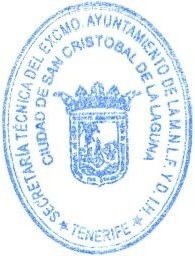 SECRETARÍA TÉCNICA DEL EXCMO. AYUNTAMIENTO DE LA M.N.L.F. Y D.I.H.
CIUDAD DE SAN CRISTOBAL DE LA LAGUNA
* TENERIFE *